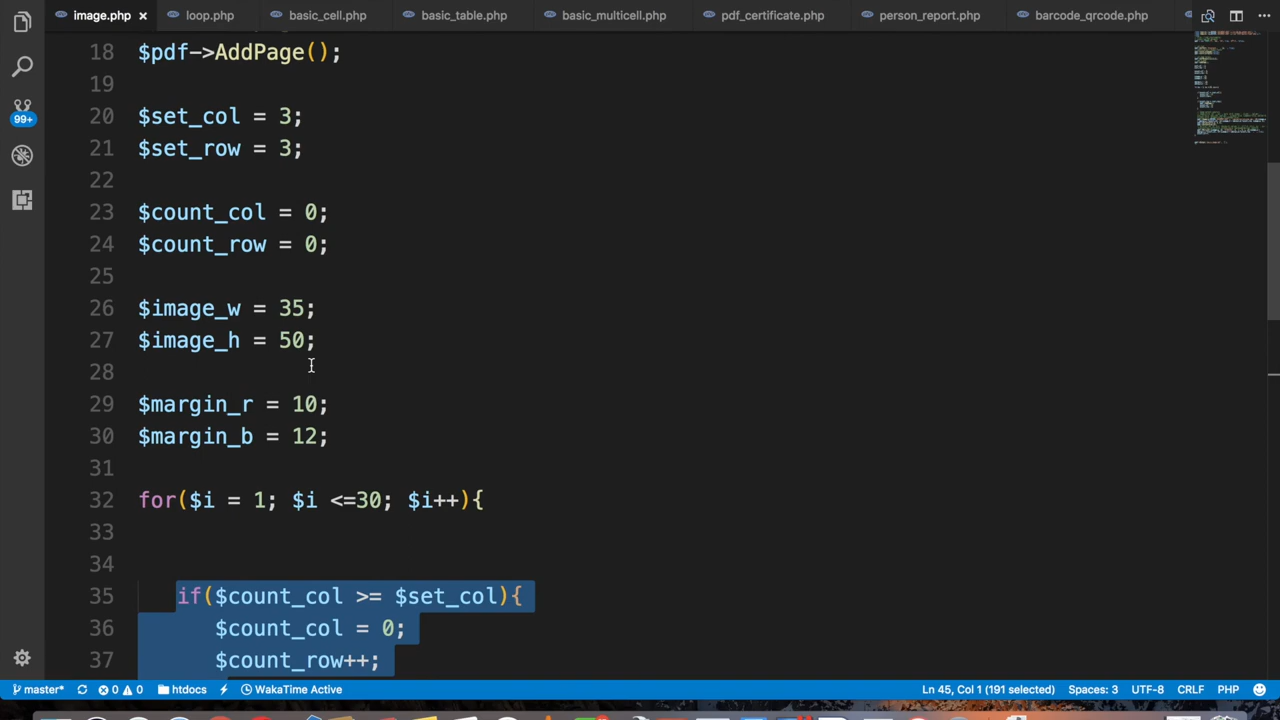 image.php × loop.php basic_cell.php basic_table.php basic_multicell.php pdf_certificate.php person_report.php barcode_qrcode.php
18 $pdf->AddPage();
19
20 $set_col = 3;
21 $set_row = 3;
22
23 $count_col = 0;
24 $count_row = 0;
25
26 $image_w = 35;
27 $image_h = 50;
28
29 $margin_r = 10;
30 $margin_b = 12;
31
32 for($i = 1; $i <=30; $i++){
33
34
35 if($count_col >= $set_col){
36 $count_col = 0;
37 $count_row++;
99+
master* 0 0 htdocs WakaTime Active Ln 45, Col 1 (191 selected) Spaces: 3 UTF-8 CRLF PHP